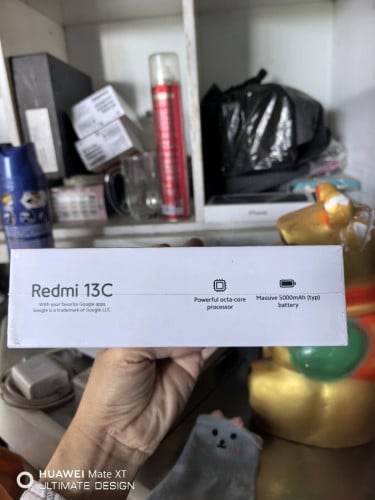 iPhone
Redmi 13C
With your favorite Google apps
Google is a trademark of Google LLC.
Powerful octa-core
processor
Massive 5000mAh (typ)
battery
HUAWEI Mate XT
ULTIMATE DESIGN